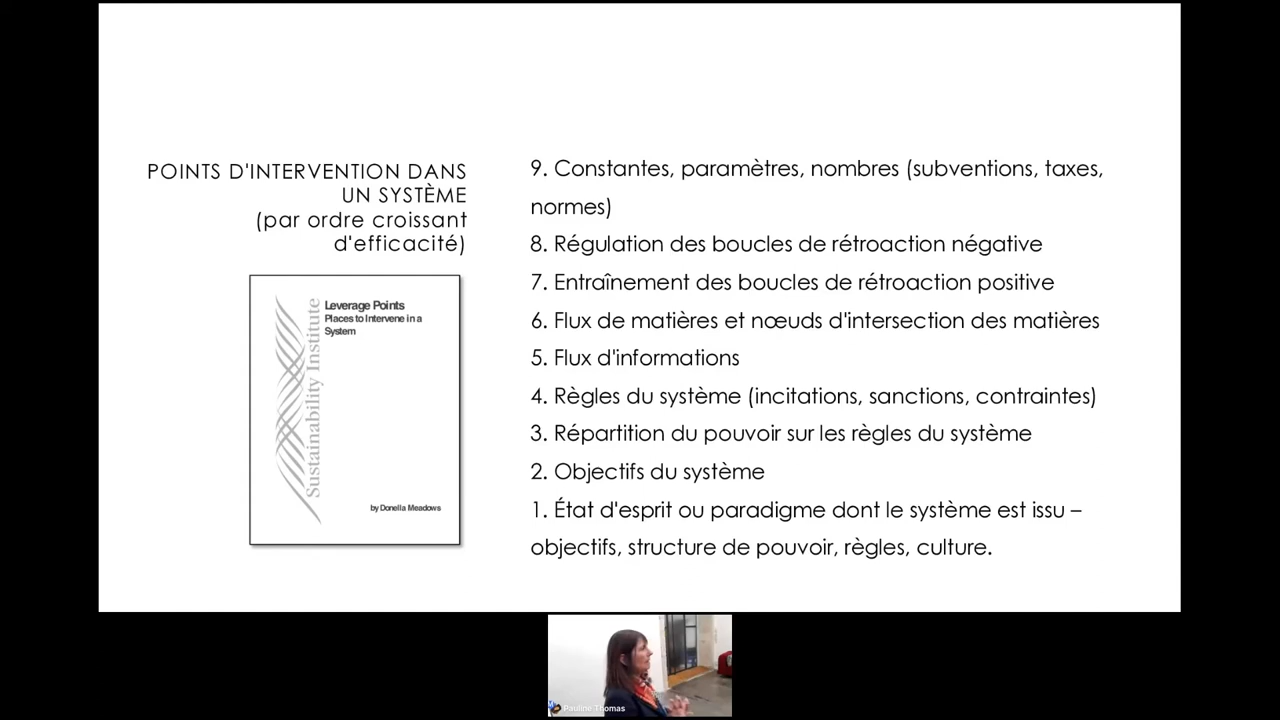 POINTS D'INTERVENTION DANS
UN SYSTÈME
(par ordre croissant
d'efficacité)
Sustainability Institute
Leverage Points
Places to Intervene in a
System
by Donella Meadows
9. Constantes, paramètres, nombres (subventions, taxes,
normes)
8. Régulation des boucles de rétroaction négative
7. Entraînement des boucles de rétroaction positive
6. Flux de matières et nœuds d'intersection des matières
5. Flux d'informations
4. Règles du système (incitations, sanctions, contraintes)
3. Répartition du pouvoir sur les règles du système
2. Objectifs du système
1. État d'esprit ou paradigme dont le système est issu –
objectifs, structure de pouvoir, règles, culture.
Pauline Thomas